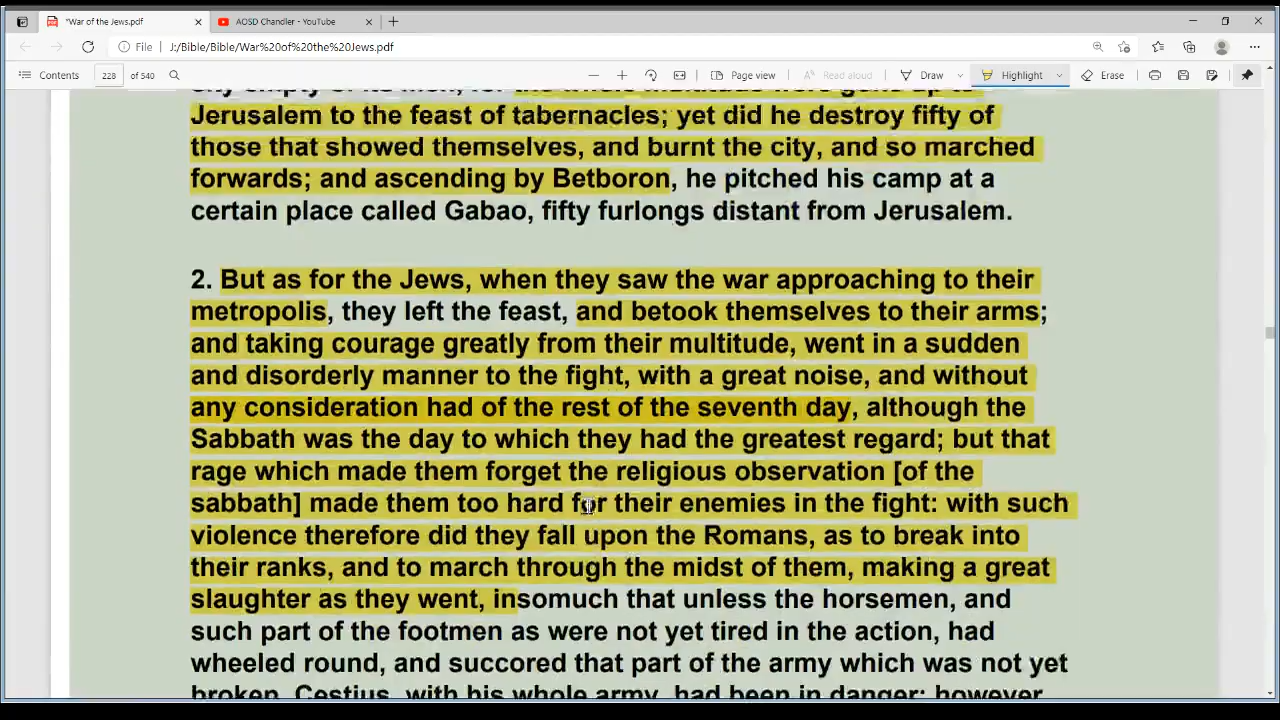 *War of the Jews.pdf
AOSD Chandler - YouTube
File
J:/Bible/Bible/War%20of%20the%20Jews.pdf
Contents
228
of 540
Page view
Read aloud
Draw
Highlight
Erase
Jerusalem to the feast of tabernacles; yet did he destroy fifty of
those that showed themselves, and burnt the city, and so marched
forwards; and ascending by Betboron, he pitched his camp at a
certain place called Gabao, fifty furlongs distant from Jerusalem.
2. But as for the Jews, when they saw the war approaching to their
metropolis, they left the feast, and betook themselves to their arms;
and taking courage greatly from their multitude, went in a sudden
and disorderly manner to the fight, with a great noise, and without
any consideration had of the rest of the seventh day, although the
Sabbath was the day to which they had the greatest regard; but that
rage which made them forget the religious observation [of the
sabbath] made them too hard for their enemies in the fight: with such
violence therefore did they fall upon the Romans, as to break into
their ranks, and to march through the midst of them, making a great
slaughter as they went, insomuch that unless the horsemen, and
such part of the footmen as were not yet tired in the action, had
wheeled round, and succored that part of the army which was not yet
broken, Cestius, with his whole army, had been in danger: however,